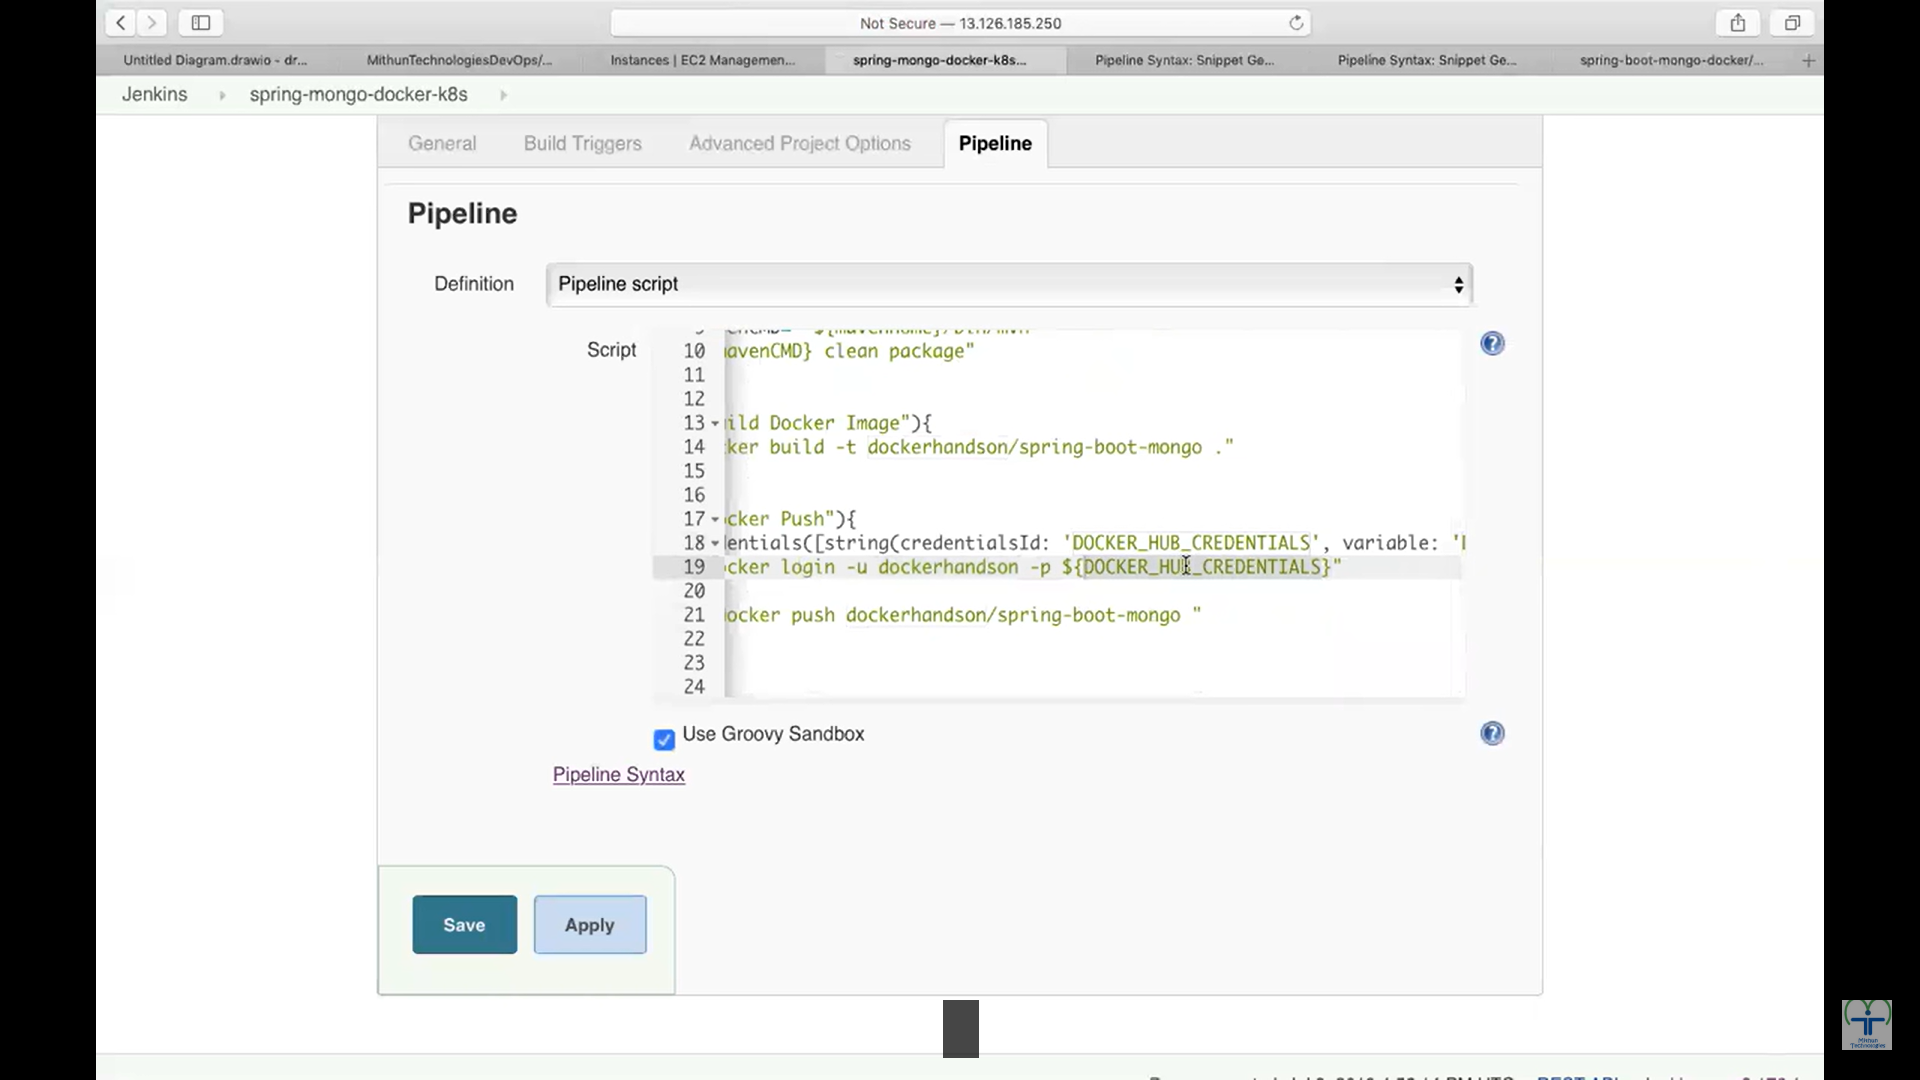 Not Secure — 13.126.185.250
Untitled Diagram.drawio - dr...
MithunTechnologiesDevOps/...
Instances | EC2 Managemen...
spring-mongo-docker-k8s...
Pipeline Syntax: Snippet Ge...
Pipeline Syntax: Snippet Ge...
spring-boot-mongo-docker/...
Jenkins
spring-mongo-docker-k8s
General
Build Triggers
Advanced Project Options
Pipeline
Pipeline
Definition
Pipeline script
Script
10 avenCMD} clean package"
11
12
13 ild Docker Image"){
14 ker build -t dockerhandson/spring-boot-mongo ."
15
16
17 cker Push"){
18 entials([string(credentialsId: 'DOCKER_HUB_CREDENTIALS', variable: '
19 cker login -u dockerhandson -p ${DOCKER_HUB_CREDENTIALS}"
20
21 ocker push dockerhandson/spring-boot-mongo "
22
23
24
Use Groovy Sandbox
Pipeline Syntax
Save
Apply
Mithun
Technologies